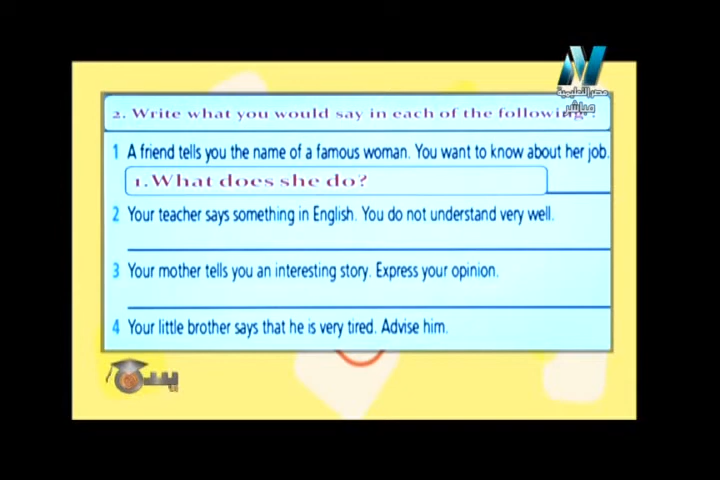 مصر التعليمية
مباشر
2. Write what you would say in each of the following:
1 A friend tells you the name of a famous woman. You want to know about her job.
1.What does she do?
2 Your teacher says something in English. You do not understand very well.
3 Your mother tells you an interesting story. Express your opinion.
4 Your little brother says that he is very tired. Advise him.